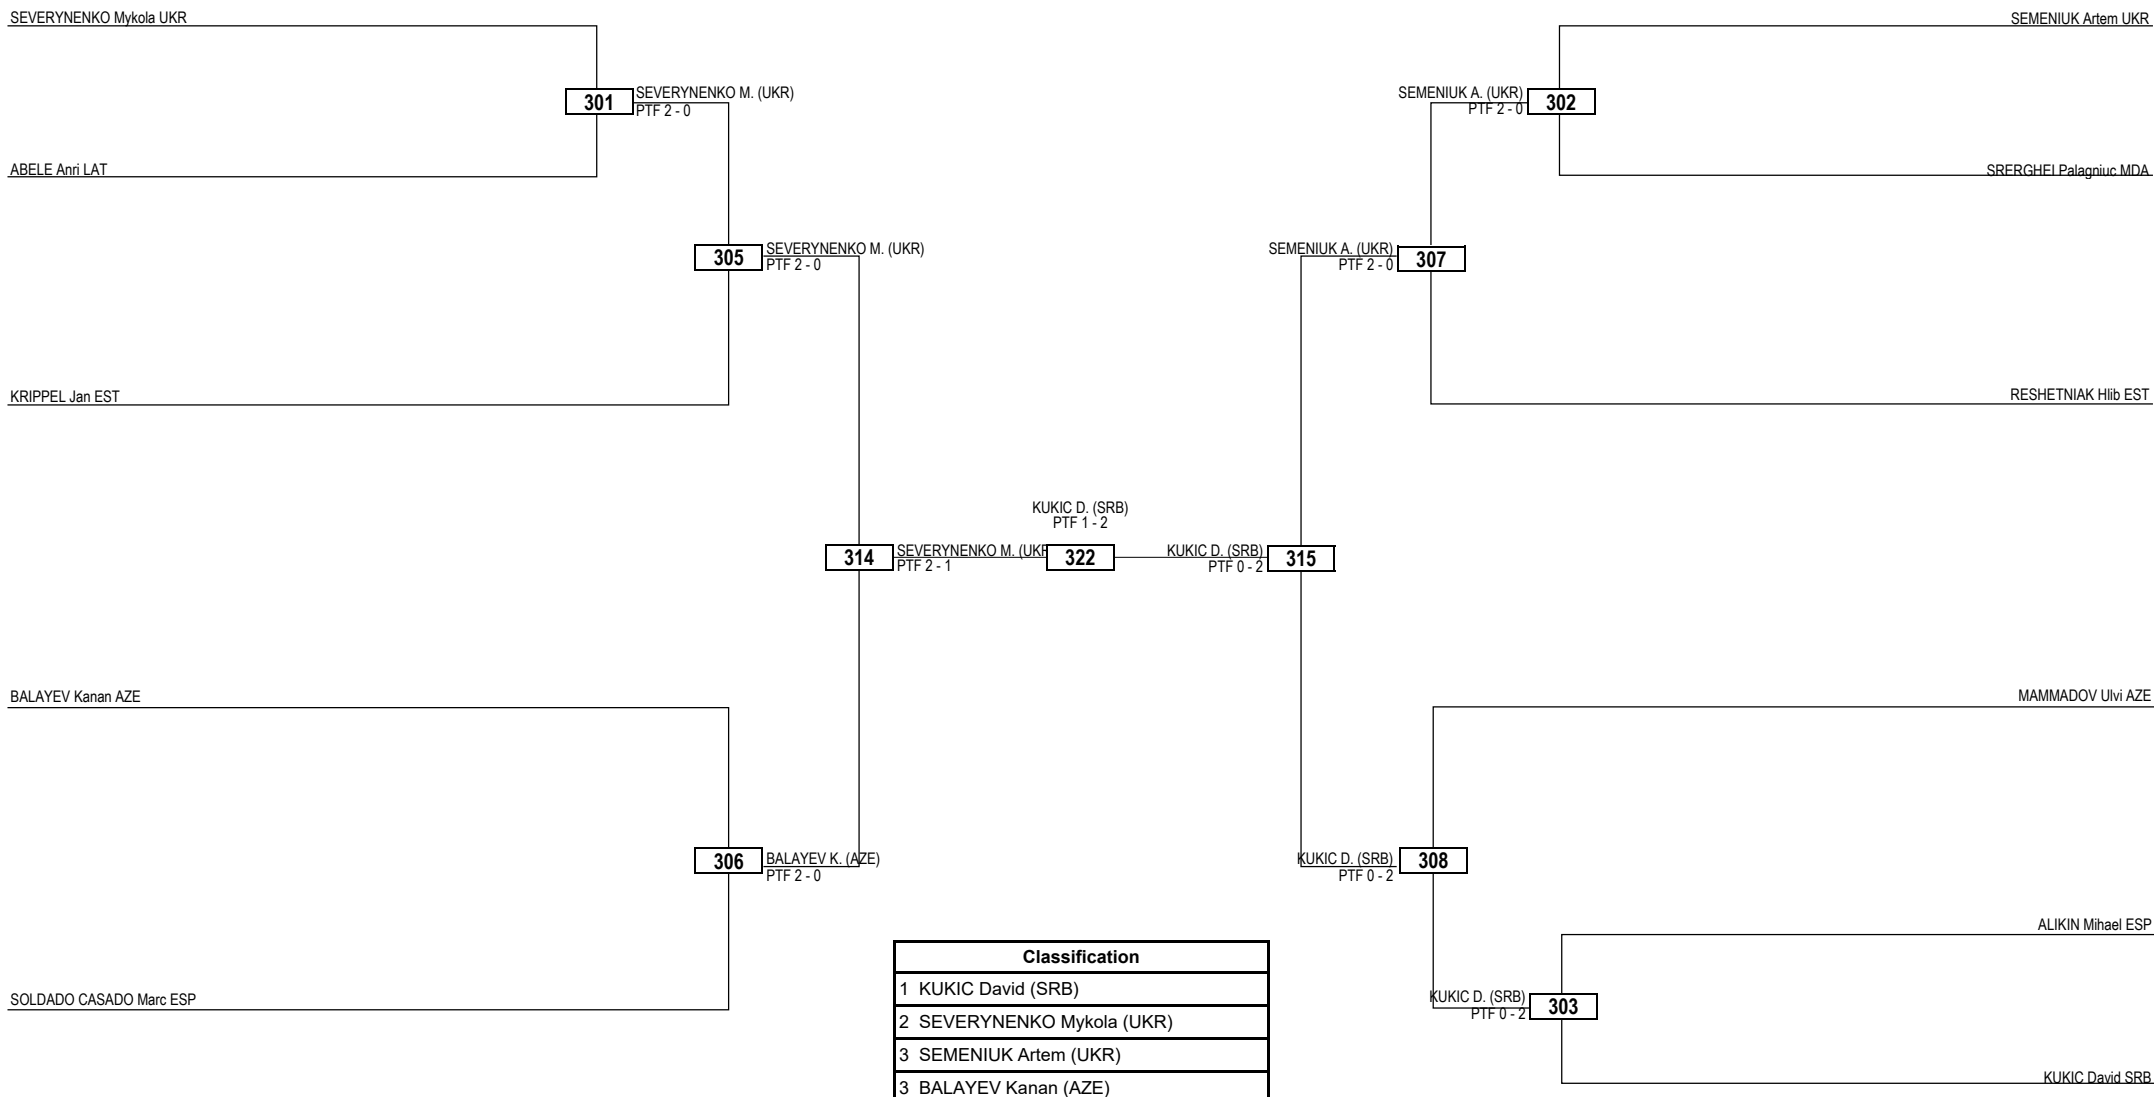 SEVERYNENKO Mykola UKR
SEMENIUK Artem UKR
301
SEVERYNENKO M. (UKR)
PTF 2 - 0
SEMENIUK A. (UKR)
PTF 2 - 0
302
ABELE Anri LAT
SRERGHEI Palagniuc MDA
305
SEVERYNENKO M. (UKR)
PTF 2 - 0
SEMENIUK A. (UKR)
PTF 2 - 0
307
KRIPPEL Jan EST
RESHETNIAK Hlib EST
KUKIC D. (SRB)
PTF 1 - 2
314
SEVERYNENKO M. (UKR
PTF 2 - 1
322
KUKIC D. (SRB)
PTF 0 - 2
315
BALAYEV Kanan AZE
MAMMADOV Ulvi AZE
306
BALAYEV K. (AZE)
PTF 2 - 0
KUKIC D. (SRB)
PTF 0 - 2
308
ALIKIN Mihael ESP
SOLDADO CASADO Marc ESP
KUKIC D. (SRB)
PTF 0 - 2
303
KUKIC David SRB
Classification
1 KUKIC David (SRB)
2 SEVERYNENKO Mykola (UKR)
3 SEMENIUK Artem (UKR)
3 BALAYEV Kanan (AZE)